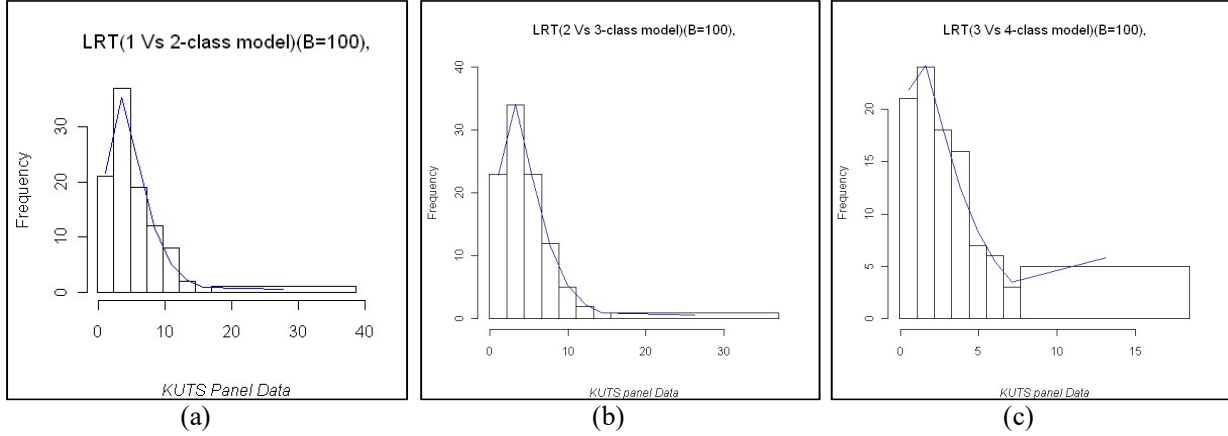 LRT(1 Vs 2-class model)(B=100),
Frequency
30
20
10
0
0 10 20 30 40
KUTS Panel Data
(a)
LRT(2 Vs 3-class model)(B=100),
Frequency
40
30
20
10
0
0 10 20 30
KUTS panel Data
(b)
LRT(3 Vs 4-class model)(B=100),
Frequency
20
15
10
5
0
0 5 10 15
KUTS panel Data
(c)